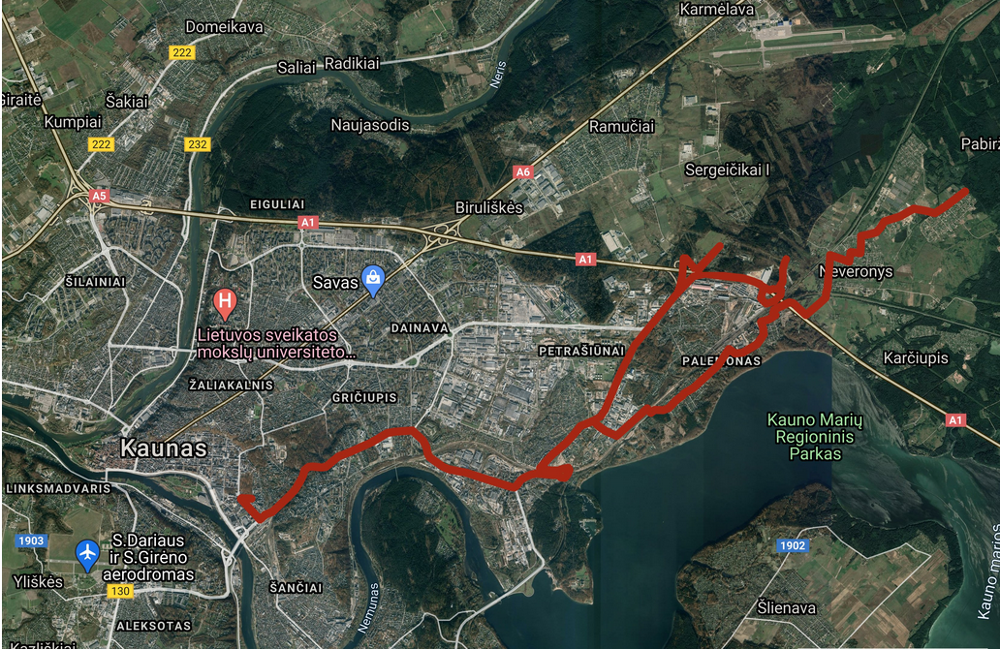 Karmėlava
Domeikava
222
Saliai
Radikiai
Neris
Giraitė
Šakiai
Kumpiai
Naujasodis
Ramučiai
222
232
Pabirž
A6
Sergeičikai I
A5
EIGULIAI
Biruliškės
A1
A1
ŠILAINIAI
Savas
Neveronys
H
Lietuvos sveikatos
mokslų universiteto...
DAINAVA
PETRAŠIŪNAI
PALEMONAS
Karčiupis
ŽALIAKALNIS
GRIČIUPIS
Kauno Marių
Regioninis
Parkas
A1
Kaunas
LINKSMADVARIS
1903
S.Dariaus
ir S.Girėno
aerodromas
1902
Yliškės
130
ŠANČIAI
Nemunas
Šlienava
Kauno marios
ALEKSOTAS
Kazliškiai